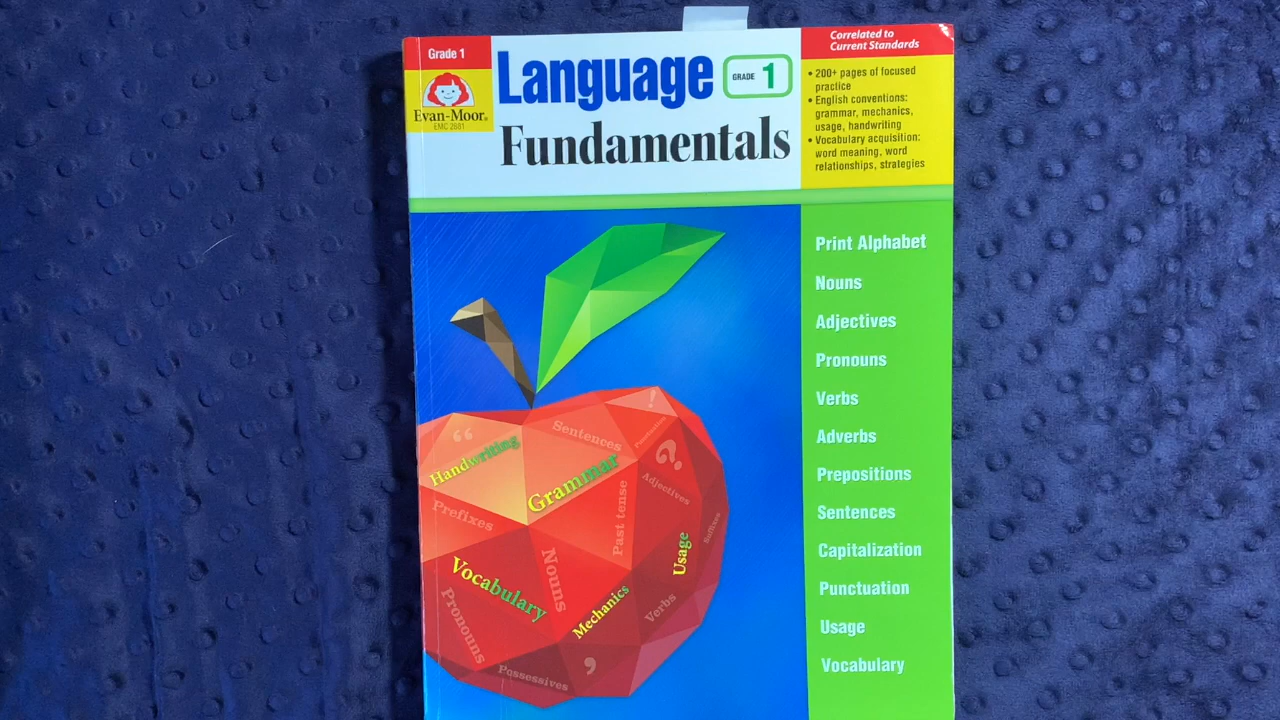 Grade 1
Evan-Moor®
EMC 2881
Language
GRADE 1
Fundamentals
Correlated to
Current Standards
• 200+ pages of focused
practice
• English conventions:
grammar, mechanics,
usage, handwriting
• Vocabulary acquisition:
word meaning, word
relationships, strategies
Print Alphabet
Nouns
Adjectives
Pronouns
Verbs
Adverbs
Prepositions
Sentences
Capitalization
Punctuation
Usage
Vocabulary
“
Handwriting
Sentences
!
Punctuation
?
Grammar
Adjectives
Prefixes
Past tense
Suffixes
Usage
Vocabulary
Nouns
Mechanics
Verbs
Pronouns
Possessives
,